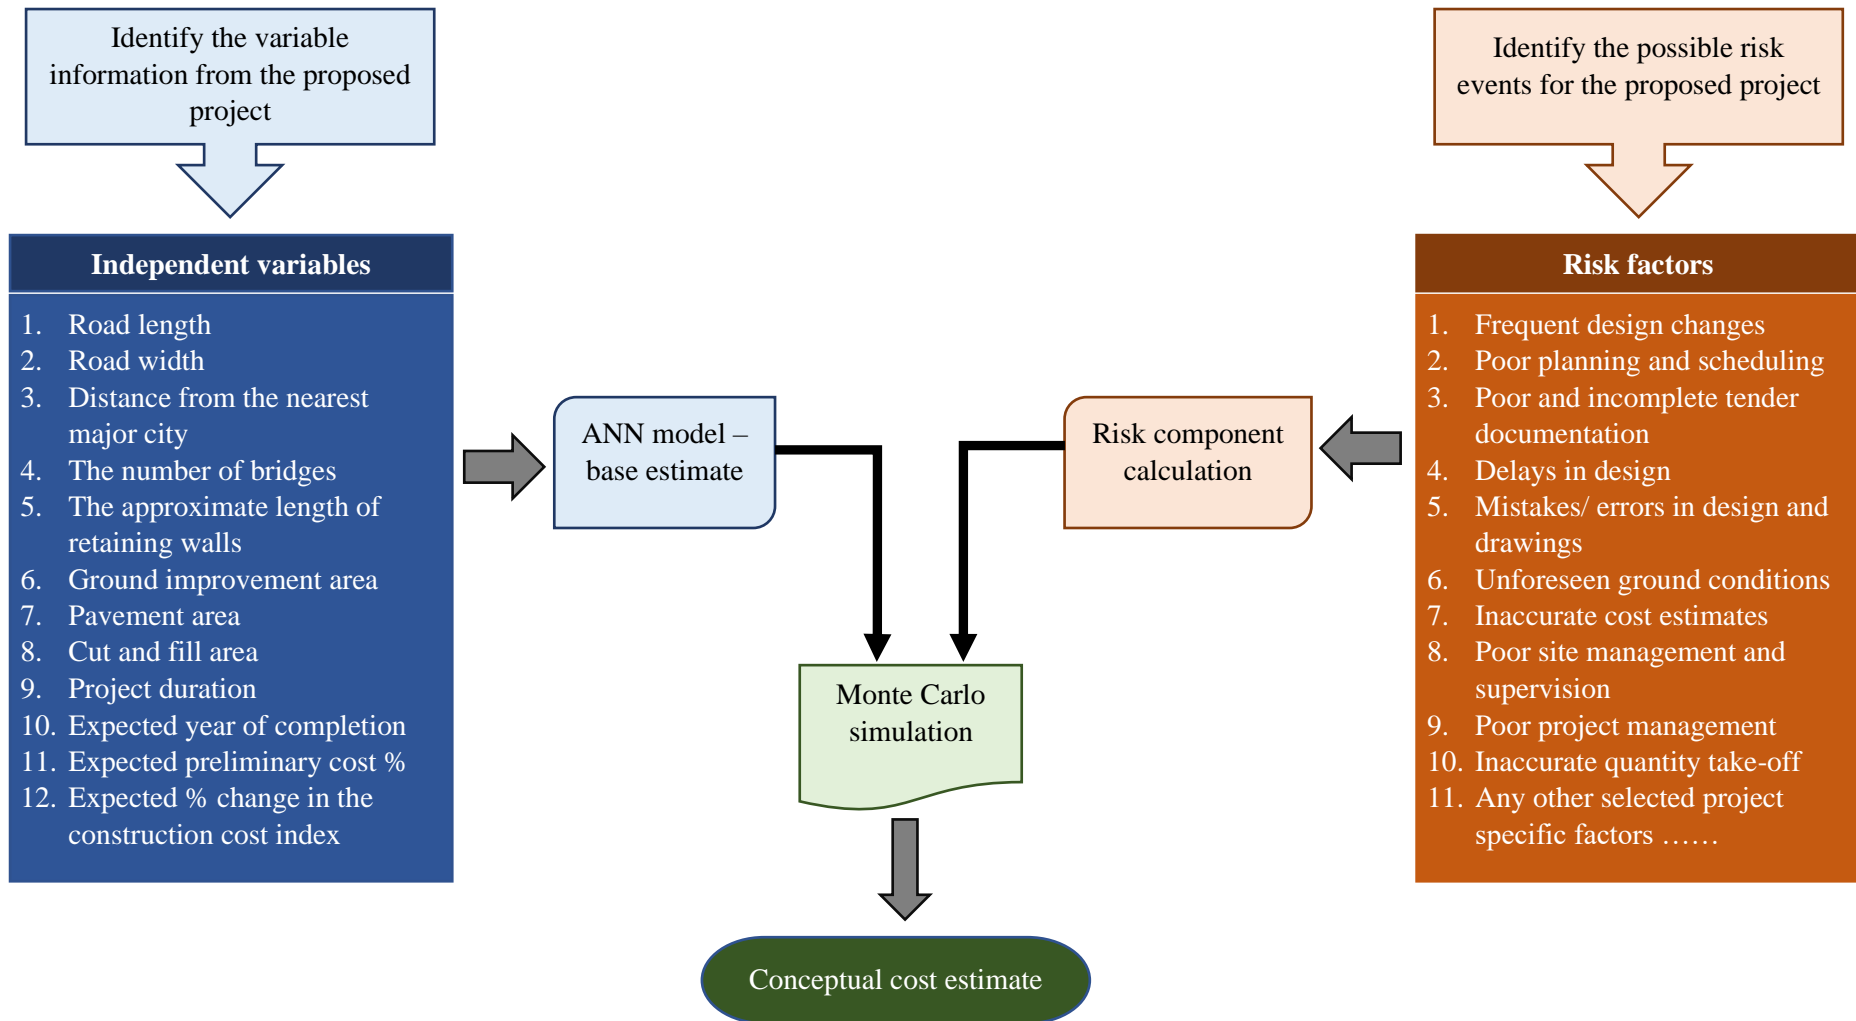 Identify the variable
information from the proposed
project
Identify the possible risk
events for the proposed project
Independent variables
1. Road length
2. Road width
3. Distance from the nearest
major city
4. The number of bridges
5. The approximate length of
retaining walls
6. Ground improvement area
7. Pavement area
8. Cut and fill area
9. Project duration
10. Expected year of completion
11. Expected preliminary cost %
12. Expected % change in the
construction cost index
ANN model –
base estimate
Risk component
calculation
Risk factors
1. Frequent design changes
2. Poor planning and scheduling
3. Poor and incomplete tender
documentation
4. Delays in design
5. Mistakes/ errors in design and
drawings
6. Unforeseen ground conditions
7. Inaccurate cost estimates
8. Poor site management and
supervision
9. Poor project management
10. Inaccurate quantity take-off
11. Any other selected project
specific factors ……
Monte Carlo
simulation
Conceptual cost estimate